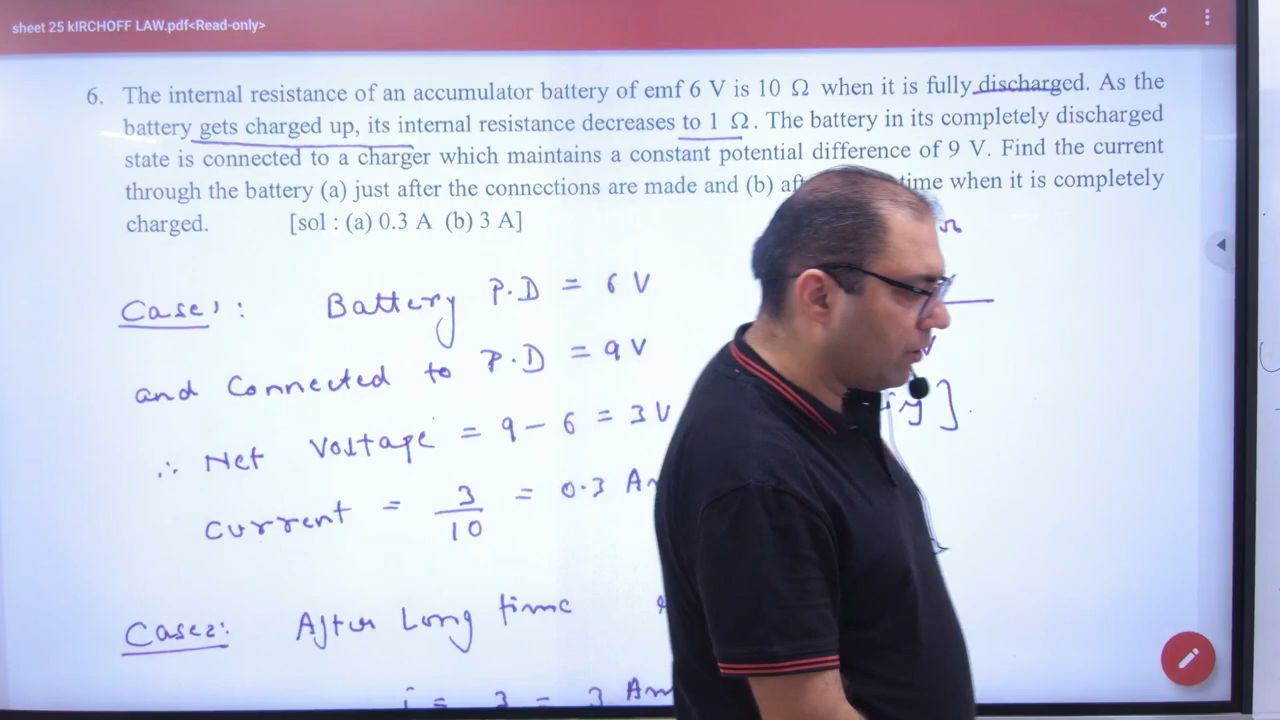 sheet 25 kIRCHOFF LAW.pdf<Read-only>
6. The internal resistance of an accumulator battery of emf 6 V is 10 Ω when it is fully discharged. As the
battery gets charged up, its internal resistance decreases to 1 Ω. The battery in its completely discharged
state is connected to a charger which maintains a constant potential difference of 9 V. Find the current
through the battery (a) just after the connections are made and (b) time when it is completely
charged. [sol : (a) 0.3 A (b) 3 A]
Case1: Battery P.D = 6 V
and Connected to P.D = 9 V
∴ Net Voltage = 9 - 6 = 3 V
Current = 3/10 = 0.3
Case2: After Long time
i = 3 = 3